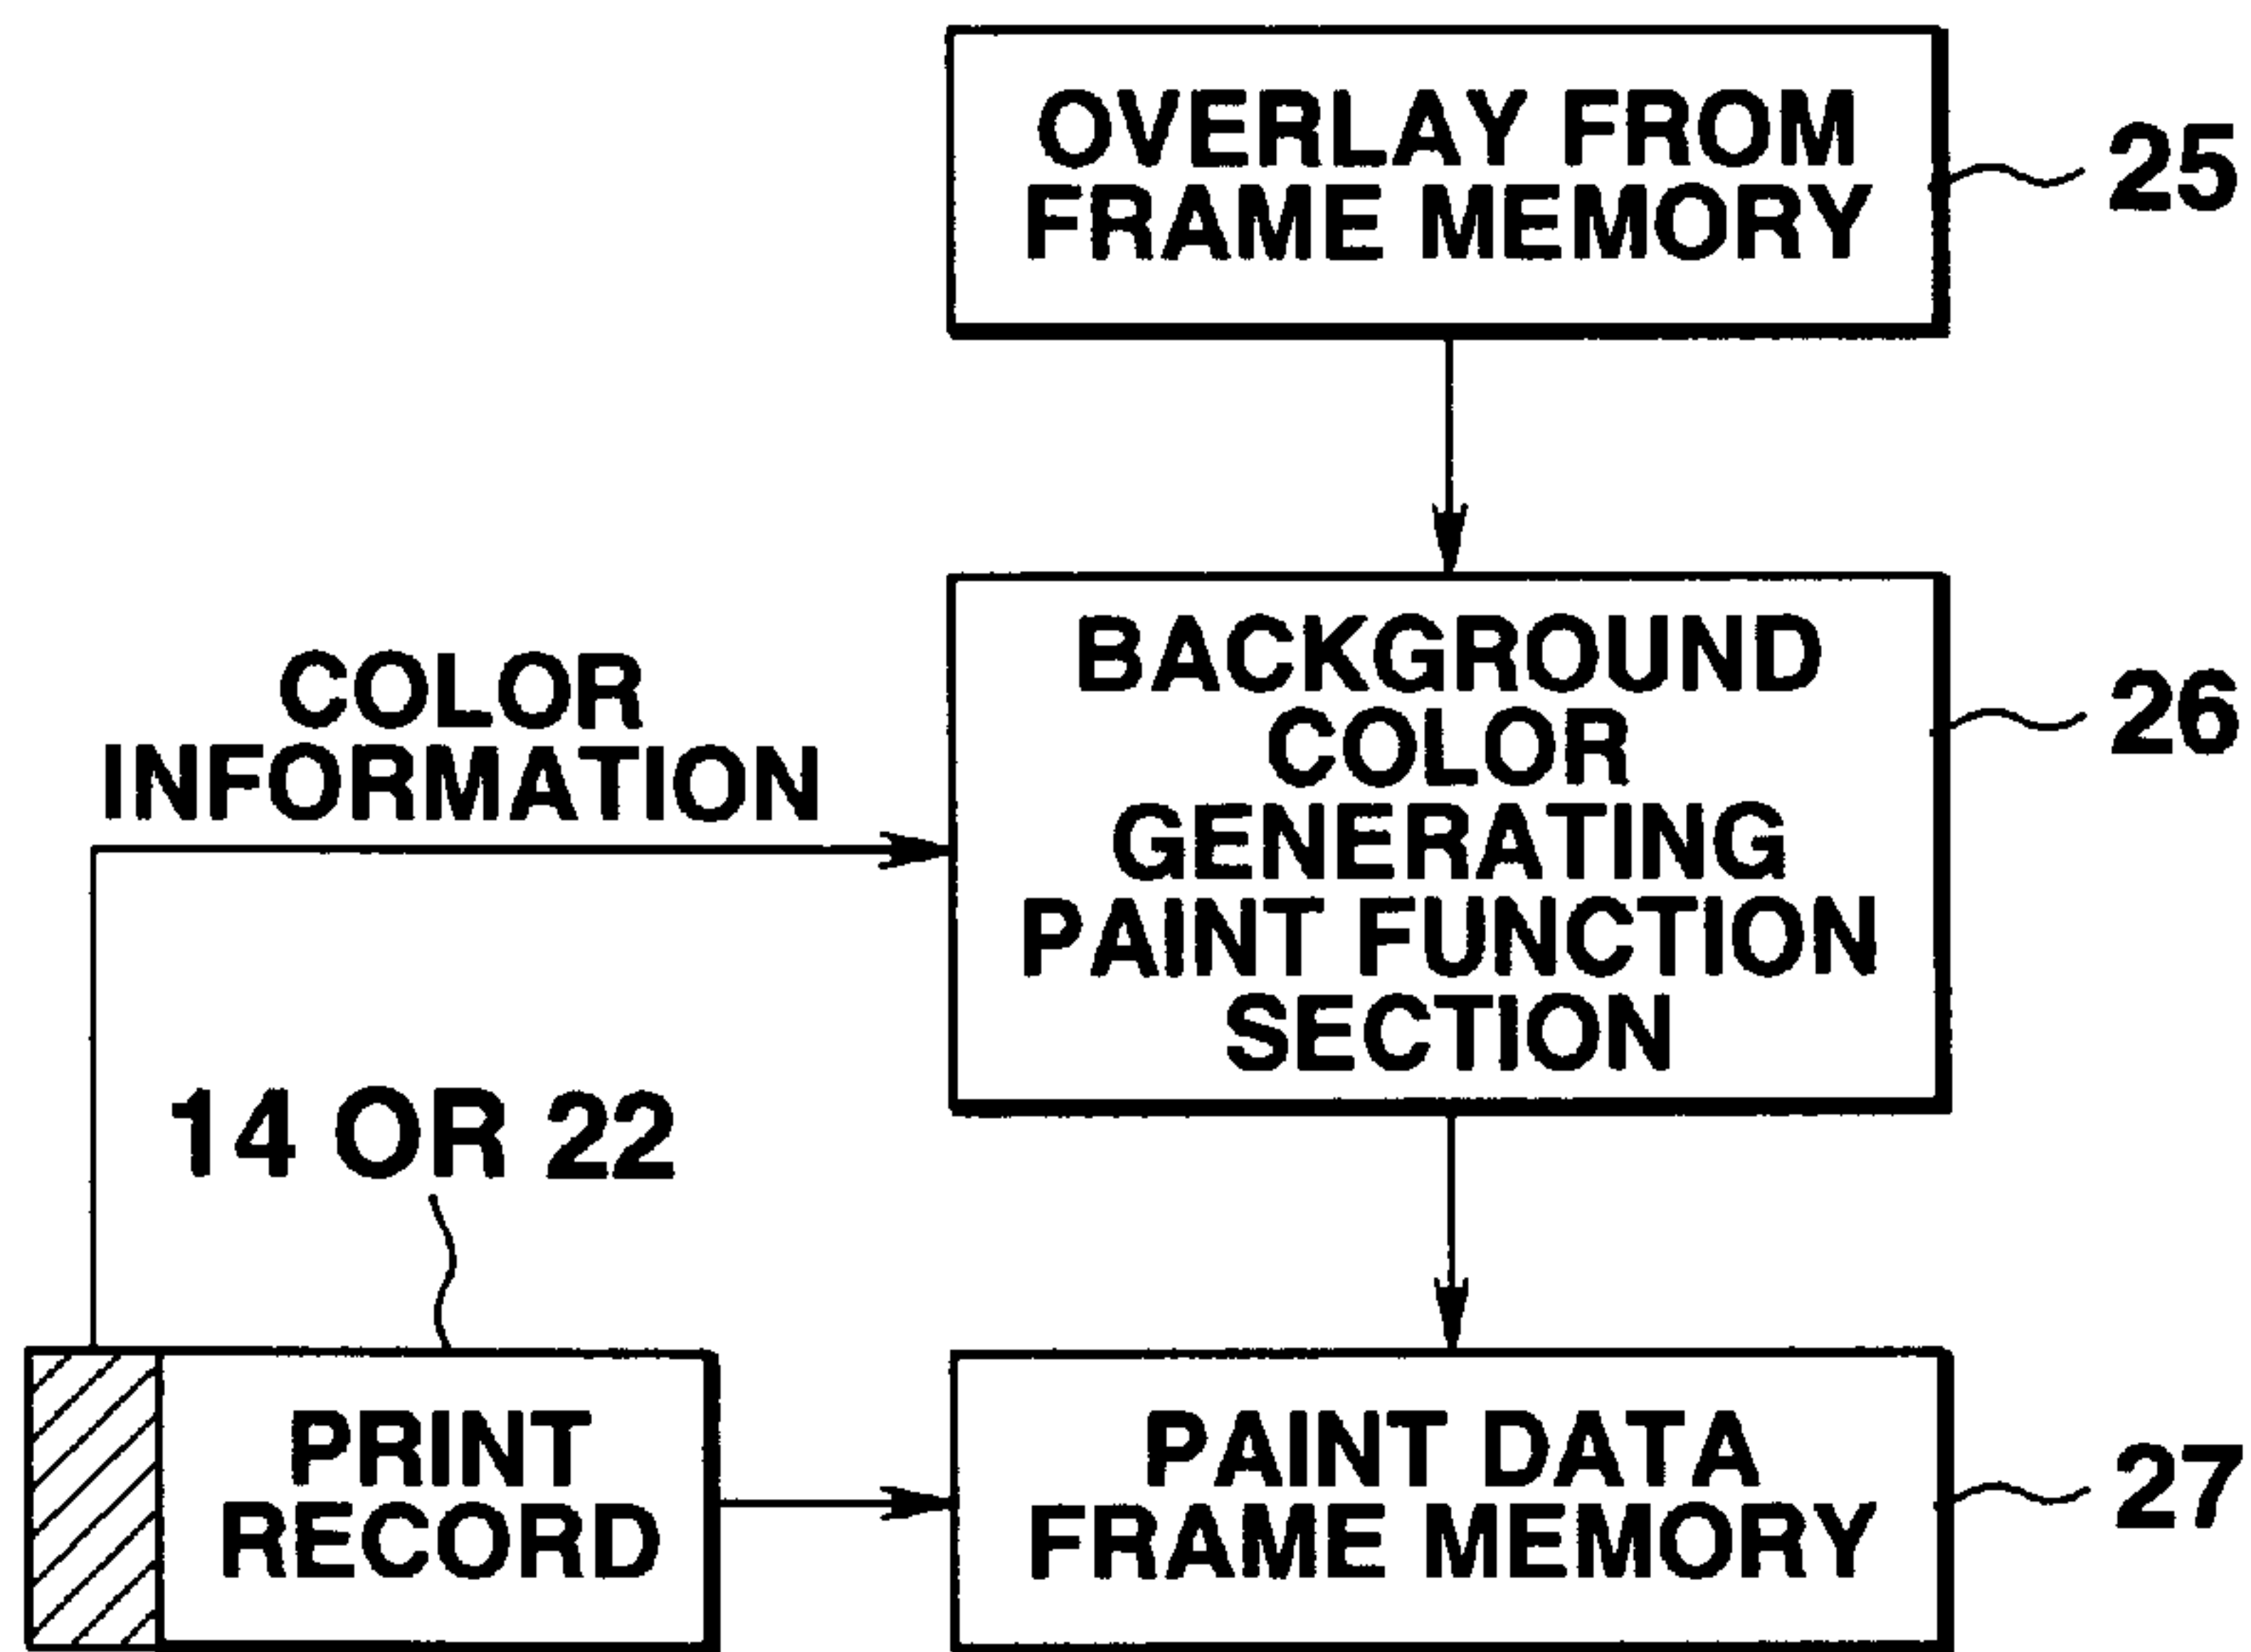 OVERLAY FROM
FRAME MEMORY
25
BACKGROUND
COLOR
GENERATING
PAINT FUNCTION
SECTION
26
COLOR
INFORMATION
14 OR 22
PRINT
RECORD
PAINT DATA
FRAME MEMORY
27